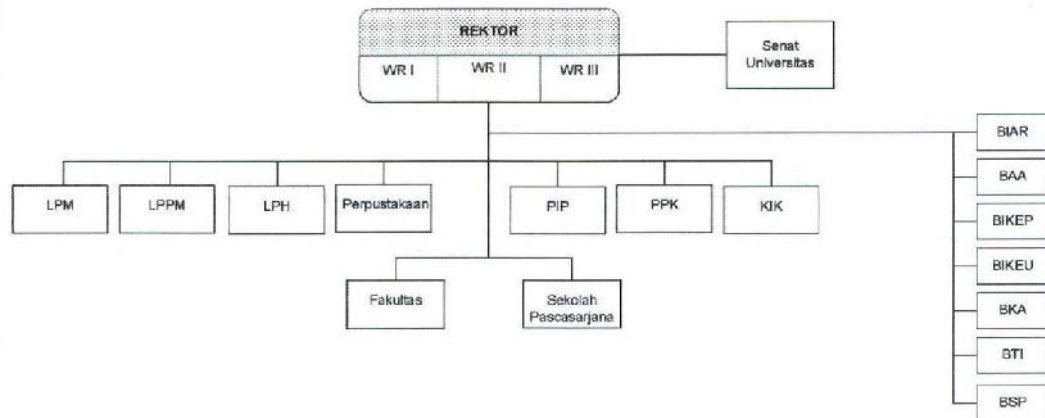 REKTOR
WR I
WR II
WR III
Senat
Universitas
BIAR
BAA
BIKEP
BIKEU
BKA
BTI
BSP
LPM
LPPM
LPH
Perpustakaan
PIP
PPK
KIK
Fakultas
Sekolah
Pascasarjana